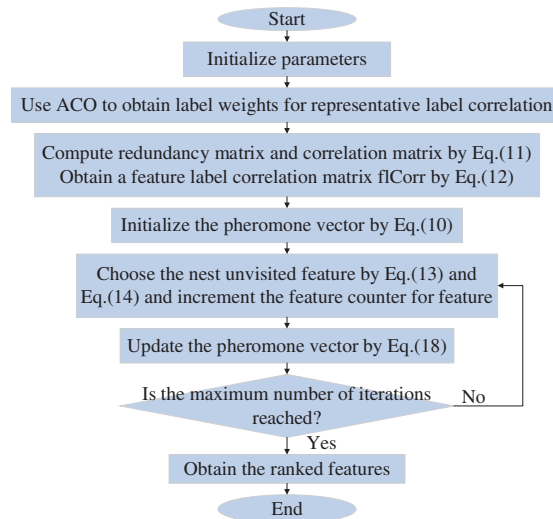 Start
Initialize parameters
Use ACO to obtain label weights for representative label correlation
Compute redundancy matrix and correlation matrix by Eq.(11)
Obtain a feature label correlation matrix flCorr by Eq.(12)
Initialize the pheromone vector by Eq.(10)
Choose the nest unvisited feature by Eq.(13) and
Eq.(14) and increment the feature counter for feature
Update the pheromone vector by Eq.(18)
Is the maximum number of iterations
reached?
No
Yes
Obtain the ranked features
End